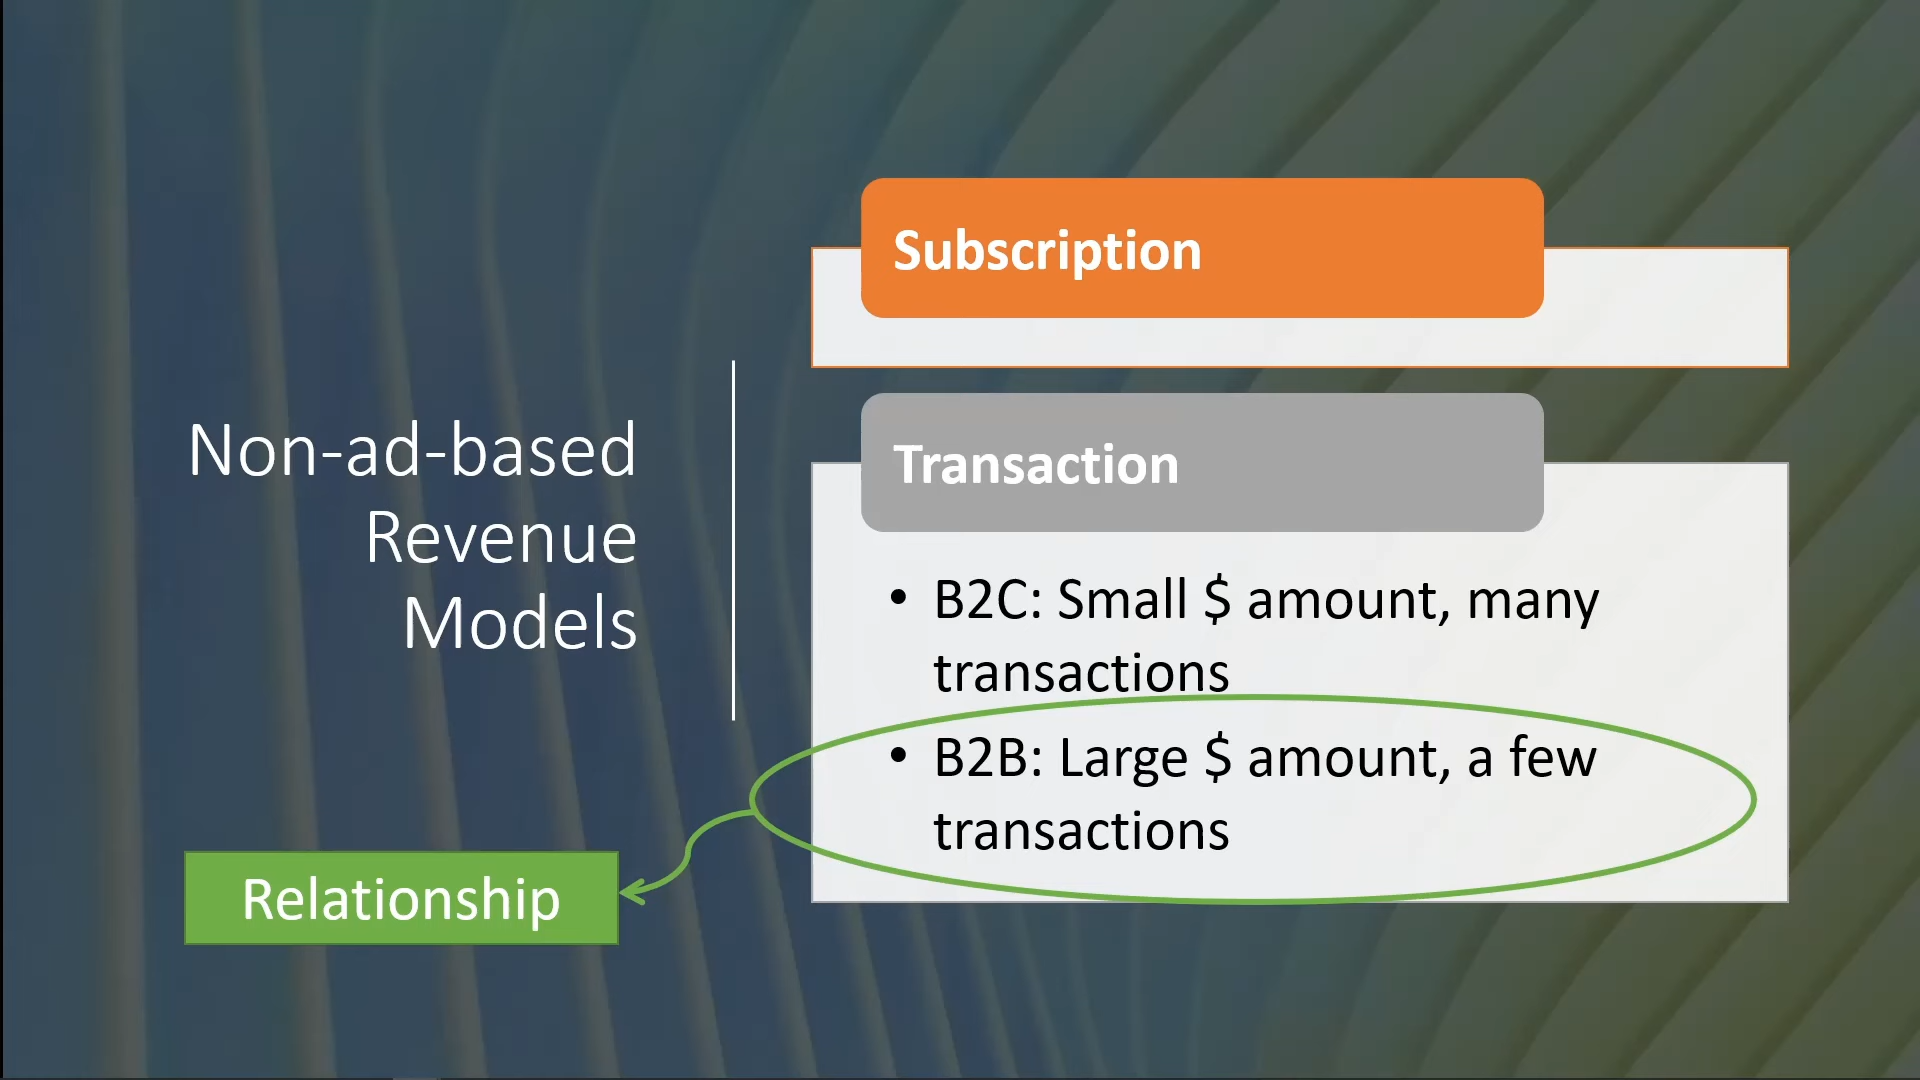 Non-ad-based
Revenue
Models
Subscription
Transaction
• B2C: Small $ amount, many
transactions
• B2B: Large $ amount, a few
transactions
Relationship